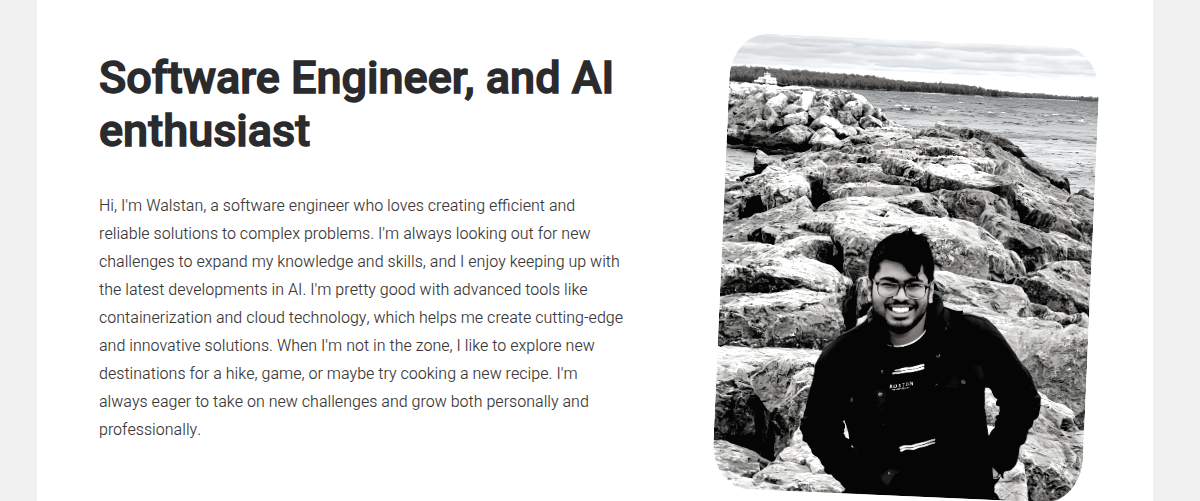 Software Engineer, and AI
enthusiast
Hi, I'm Walstan, a software engineer who loves creating efficient and
reliable solutions to complex problems. I'm always looking out for new
challenges to expand my knowledge and skills, and I enjoy keeping up with
the latest developments in AI. I'm pretty good with advanced tools like
containerization and cloud technology, which helps me create cutting-edge
and innovative solutions. When I'm not in the zone, I like to explore new
destinations for a hike, game, or maybe try cooking a new recipe. I'm
always eager to take on new challenges and grow both personally and
professionally.
BOSTON